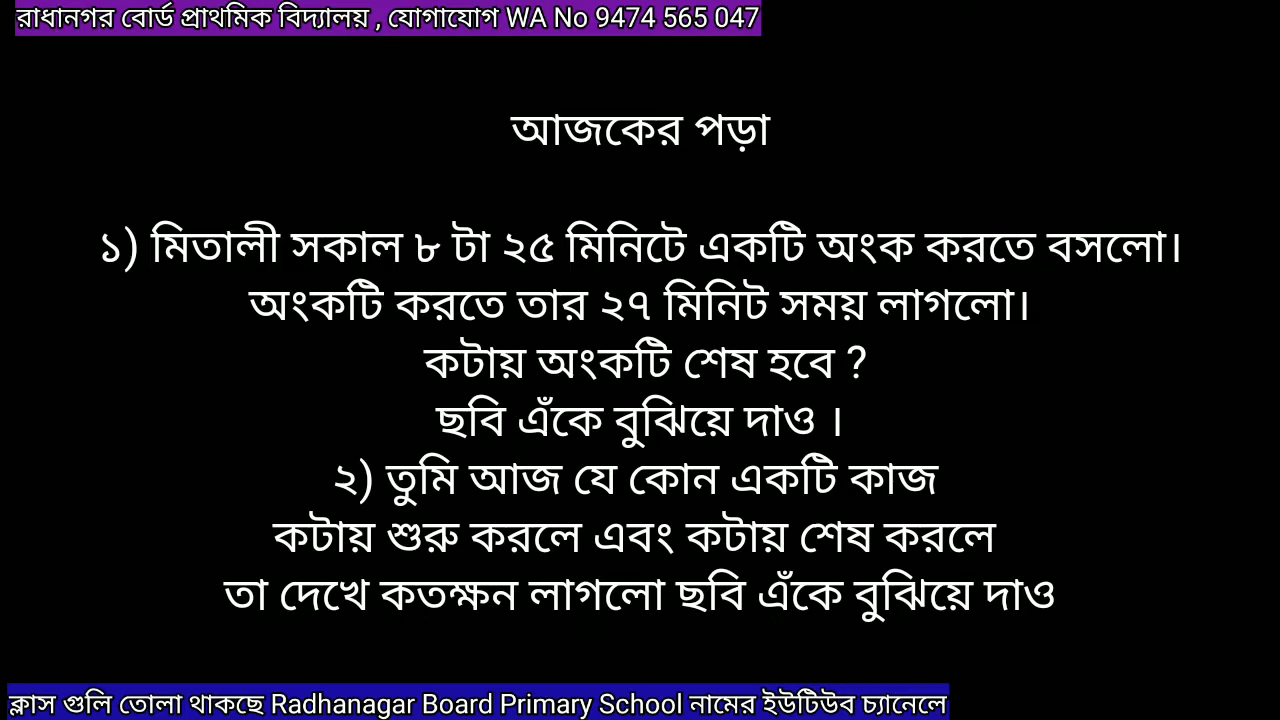 রাধানগর বোর্ড প্রাথমিক বিদ্যালয় , যোগাযোগ WA No 9474 565 047
আজকের পড়া
১) মিতালী সকাল ৮ টা ২৫ মিনিটে একটি অংক করতে বসলো।
অংকটি করতে তার ২৭ মিনিট সময় লাগলো।
কটায় অংকটি শেষ হবে ?
ছবি এঁকে বুঝিয়ে দাও ।
২) তুমি আজ যে কোন একটি কাজ
কটায় শুরু করলে এবং কটায় শেষ করলে
তা দেখে কতক্ষন লাগলো ছবি এঁকে বুঝিয়ে দাও
ক্লাস গুলি তোলা থাকছে Radhanagar Board Primary School নামের ইউটিউব চ্যানেলে